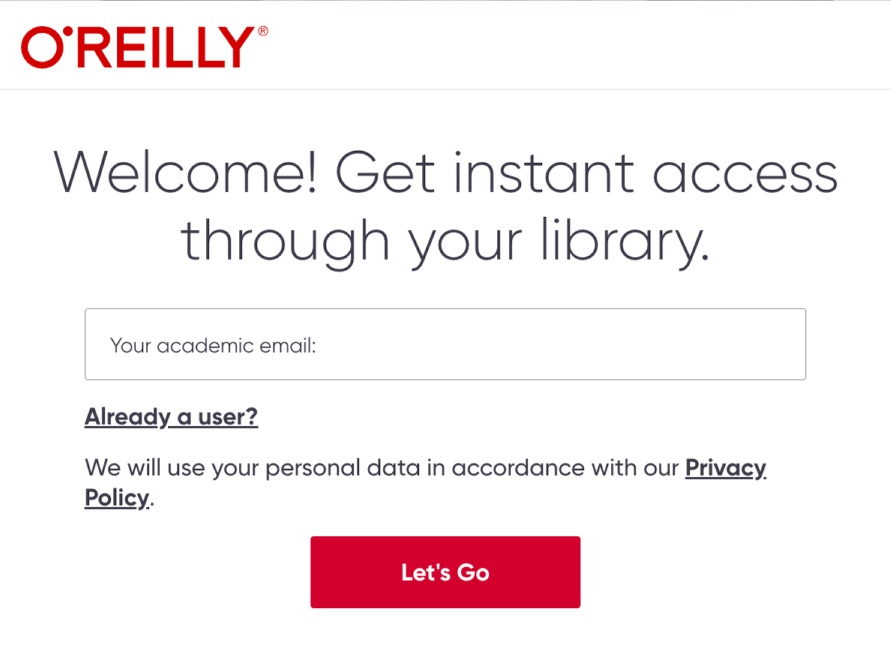 O'REILLY®
Welcome! Get instant access
through your library.
Your academic email:
Already a user?
We will use your personal data in accordance with our Privacy
Policy.
Let's Go